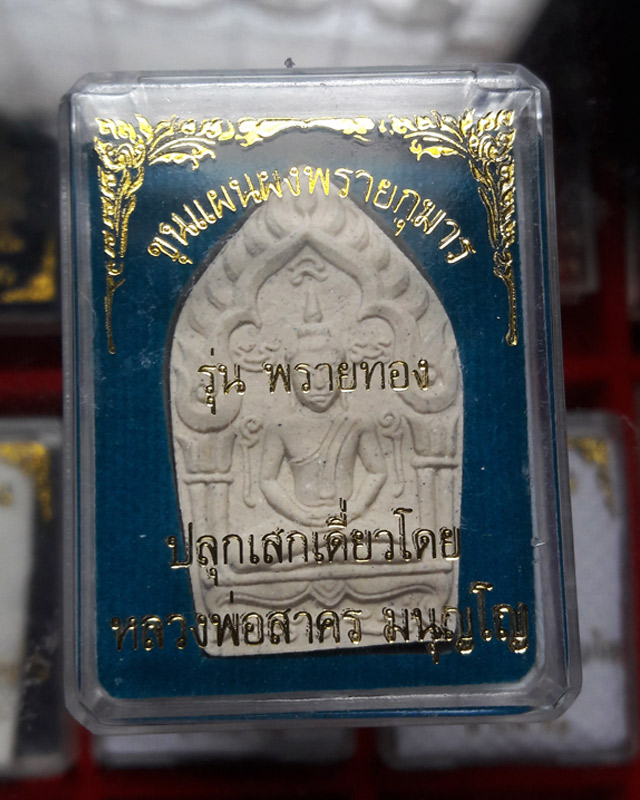 ขุนแผนผงพรายกุมาร
รุ่น พรายทอง
ปลุกเสกเดี่ยวโดย
หลวงพ่อสาคร มนุญโญ